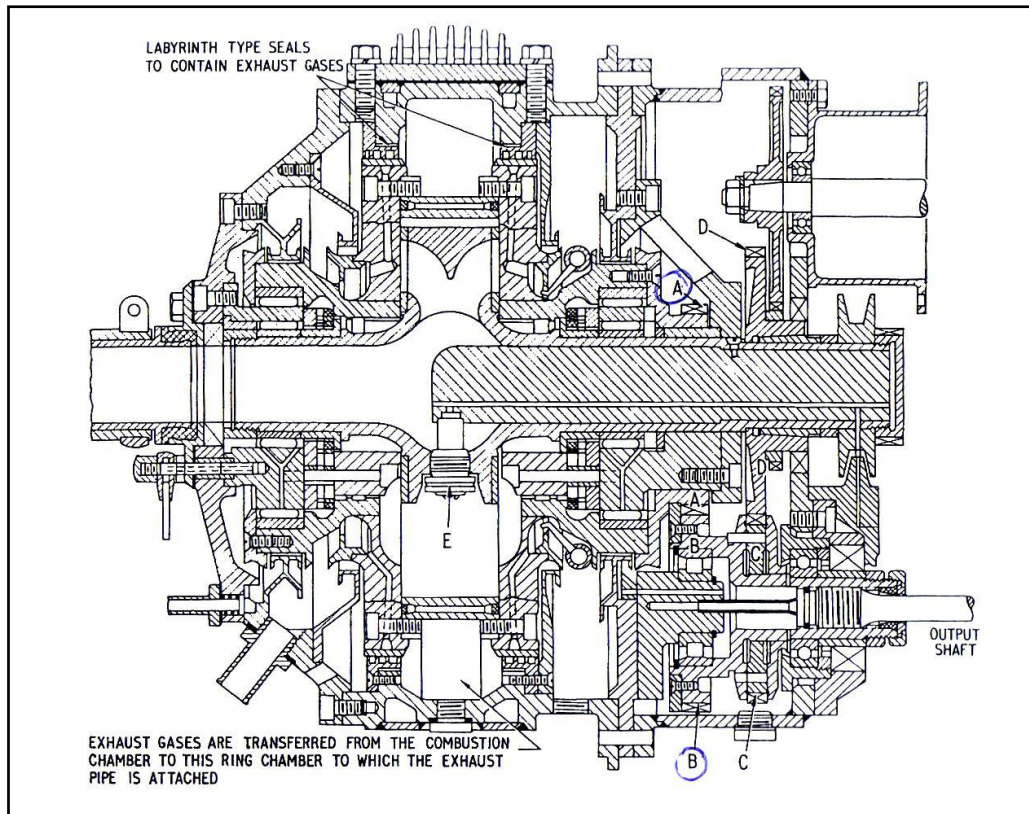 LABYRINTH TYPE SEALS
TO CONTAIN EXHAUST GASES
A
D
E
D
A
B
C
OUTPUT
SHAFT
EXHAUST GASES ARE TRANSFERRED FROM THE COMBUSTION
CHAMBER TO THIS RING CHAMBER TO WHICH THE EXHAUST
PIPE IS ATTACHED
B
C